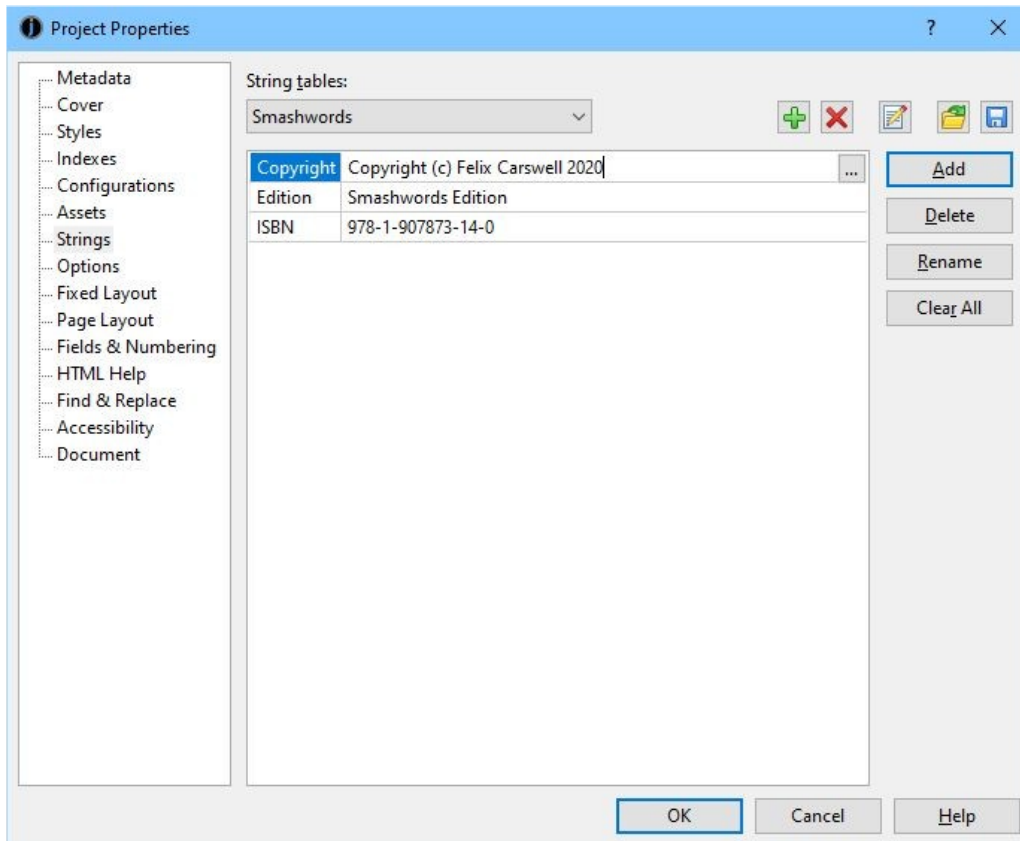 Project Properties
?
Metadata
Cover
Styles
Indexes
Configurations
Assets
Strings
Options
Fixed Layout
Page Layout
Fields & Numbering
HTML Help
Find & Replace
Accessibility
Document
String tables:
Smashwords
Copyright Copyright (c) Felix Carswell 2020 ...
Edition Smashwords Edition
ISBN 978-1-907873-14-0
Add
Delete
Rename
Clear All
OK Cancel Help